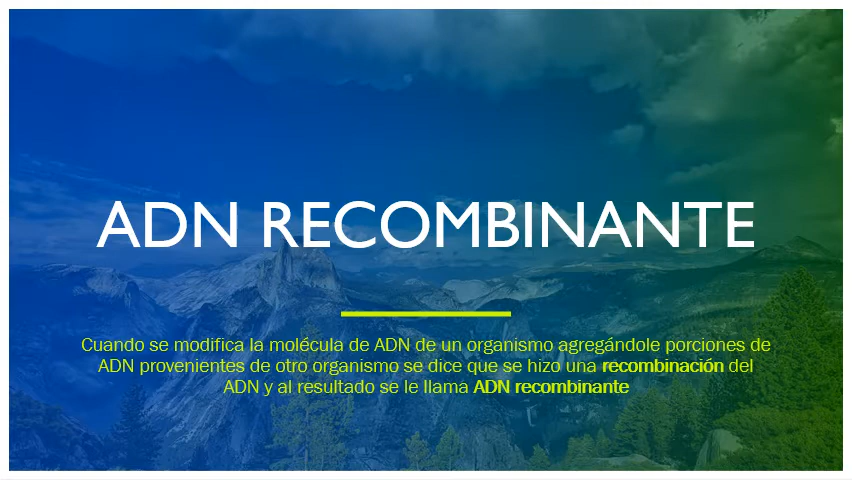 ADN RECOMBINANTE
Cuando se modifica la molécula de ADN de un organismo agregándole porciones de
ADN provenientes de otro organismo se dice que se hizo una recombinación del
ADN y al resultado se le llama ADN recombinante